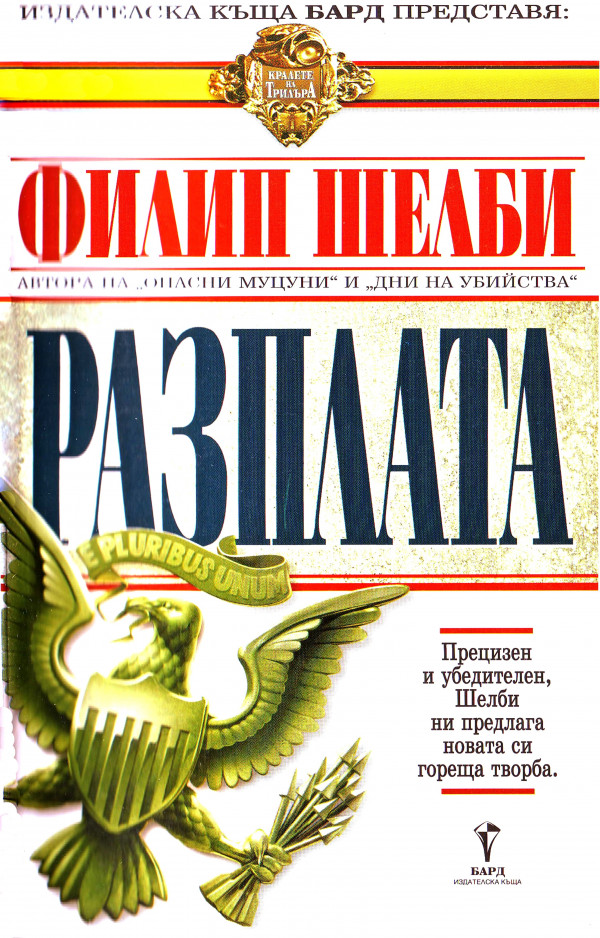 ИЗДАТЕЛСКА КЪЩА БАРД ПРЕДСТАВЯ:
КРАЛЕТЕ
НА
ТРИЛЪРА
ФИЛИП ШЕЛБИ
АВТОРА НА „ОПАСНИ МУЦУНИ“ И „ДНИ НА УБИЙСТВА“
РАЗПЛАТА
E PLURIBUS UNUM
Прецизен
и убедителен,
Шелби
ни предлага
новата си
гореща творба.
БАРД
ИЗДАТЕЛСКА КЪЩА